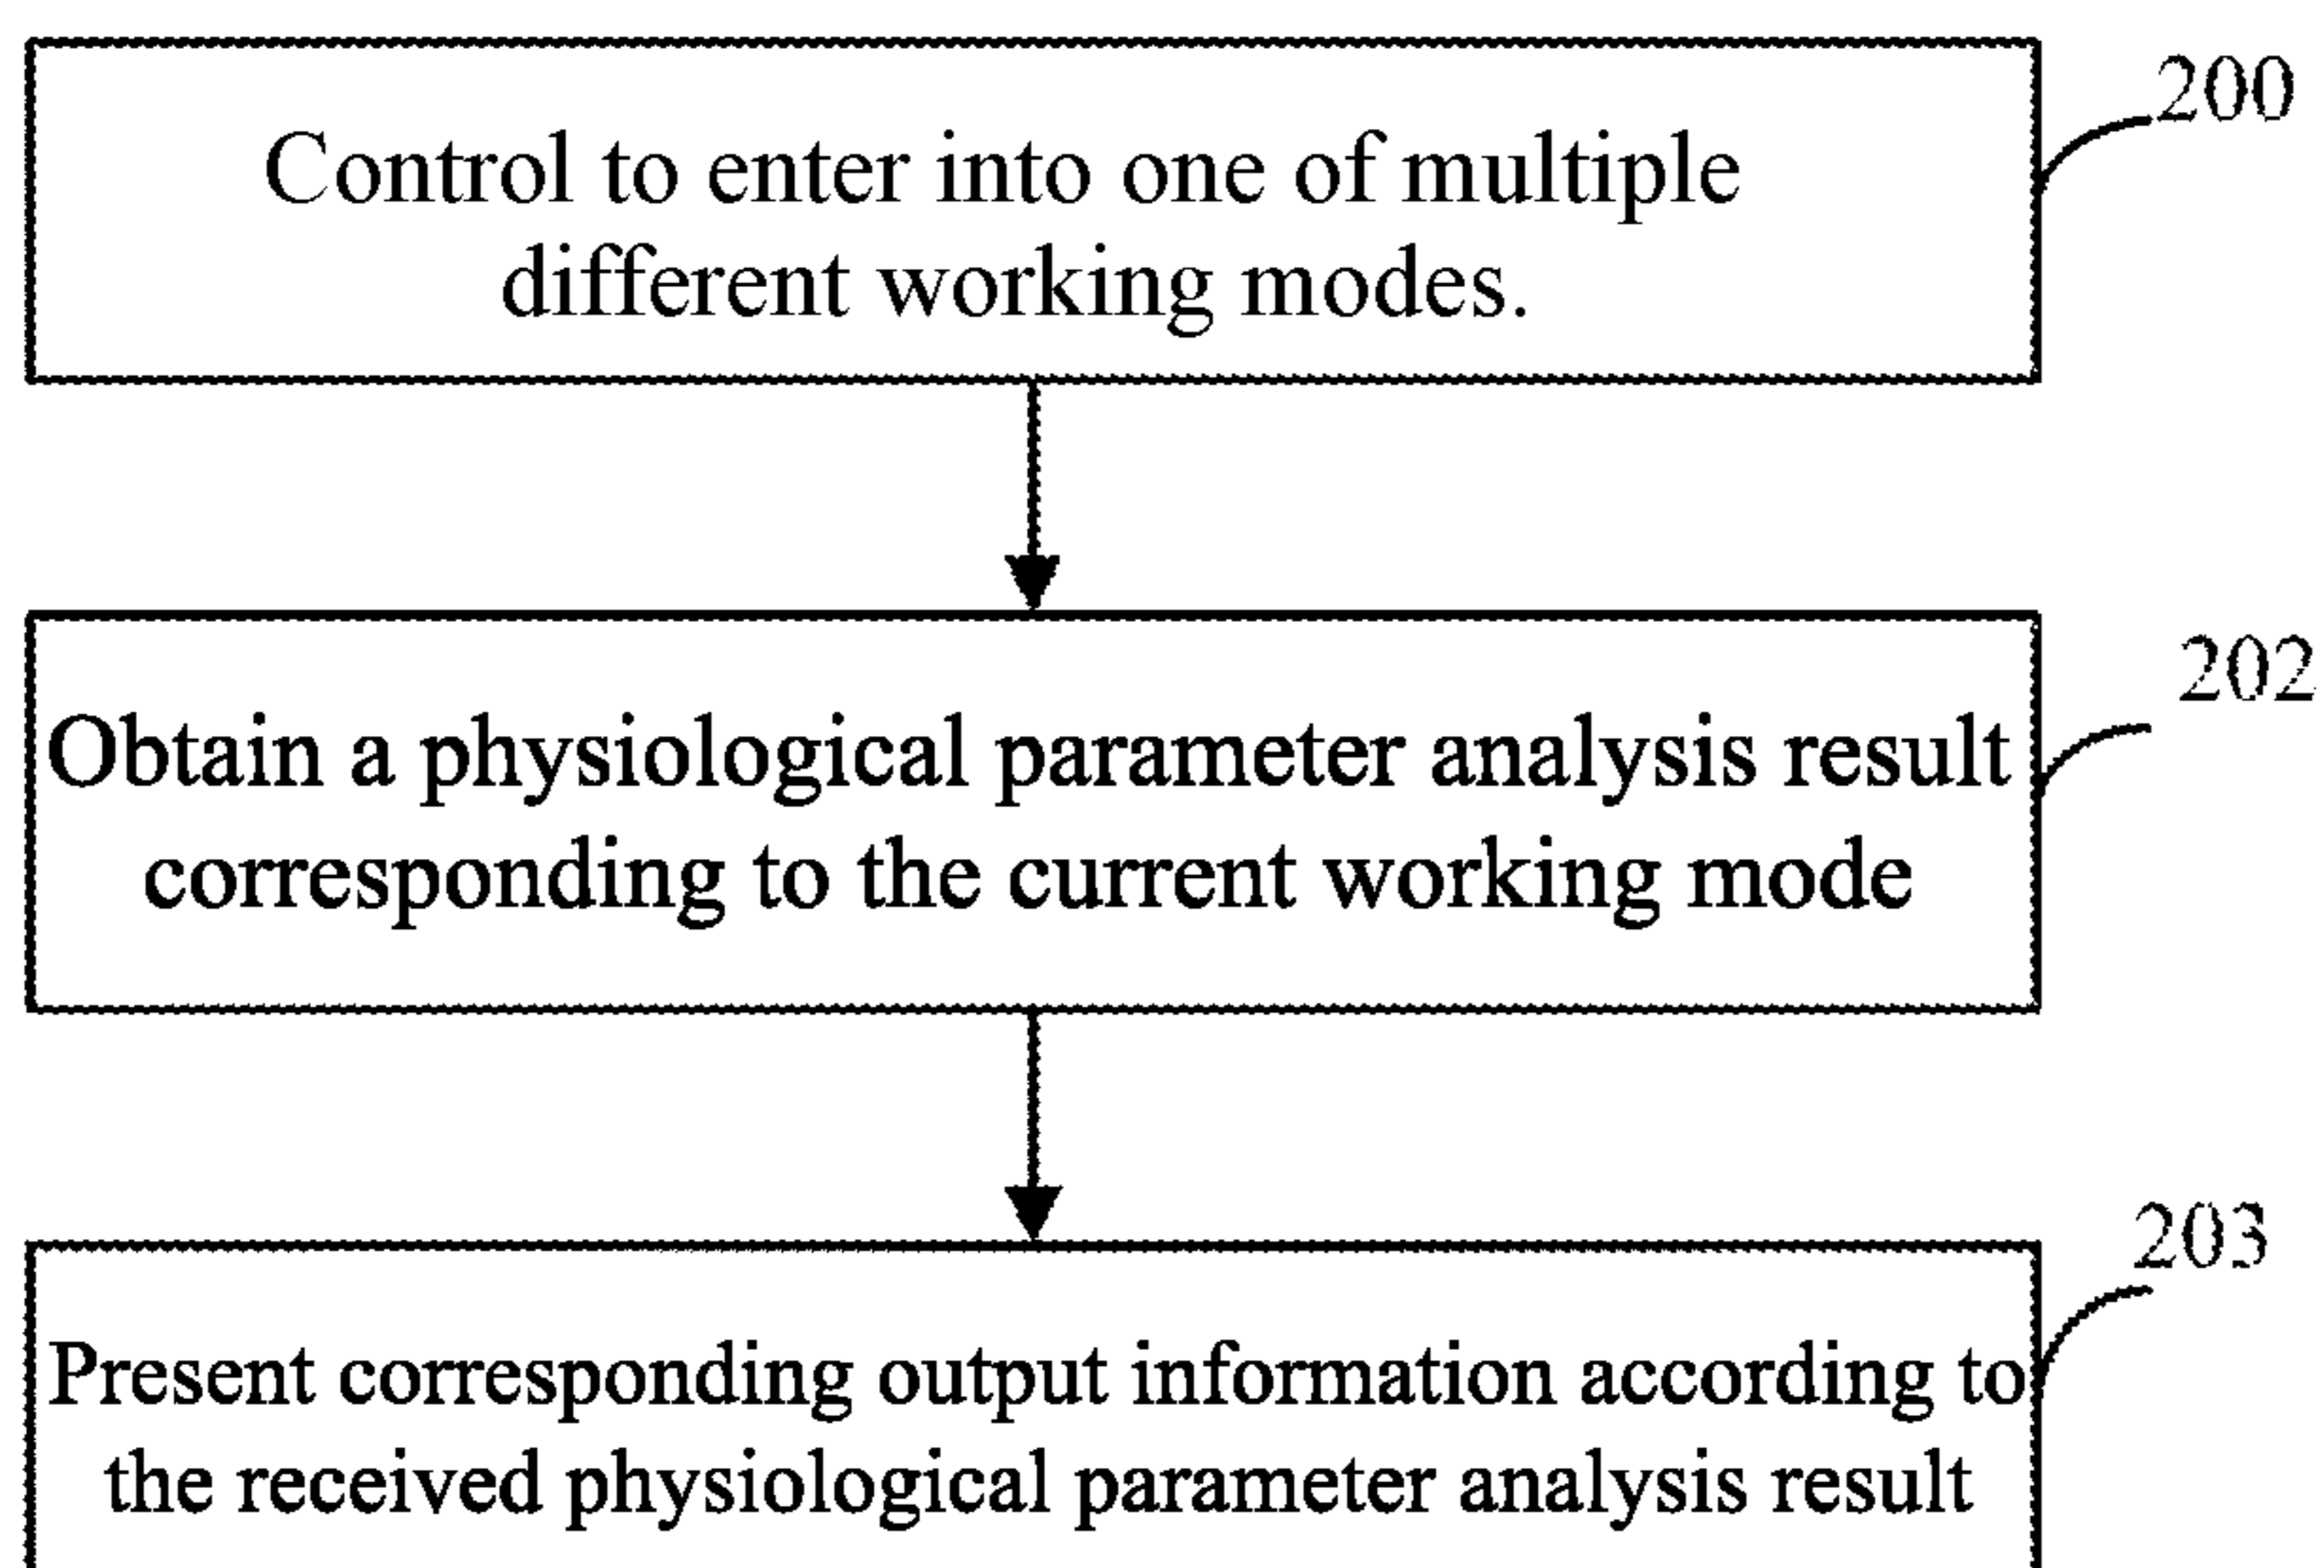 200
Control to enter into one of multiple
different working modes.
202
Obtain a physiological parameter analysis result
corresponding to the current working mode
203
Present corresponding output information according to
the received physiological parameter analysis result